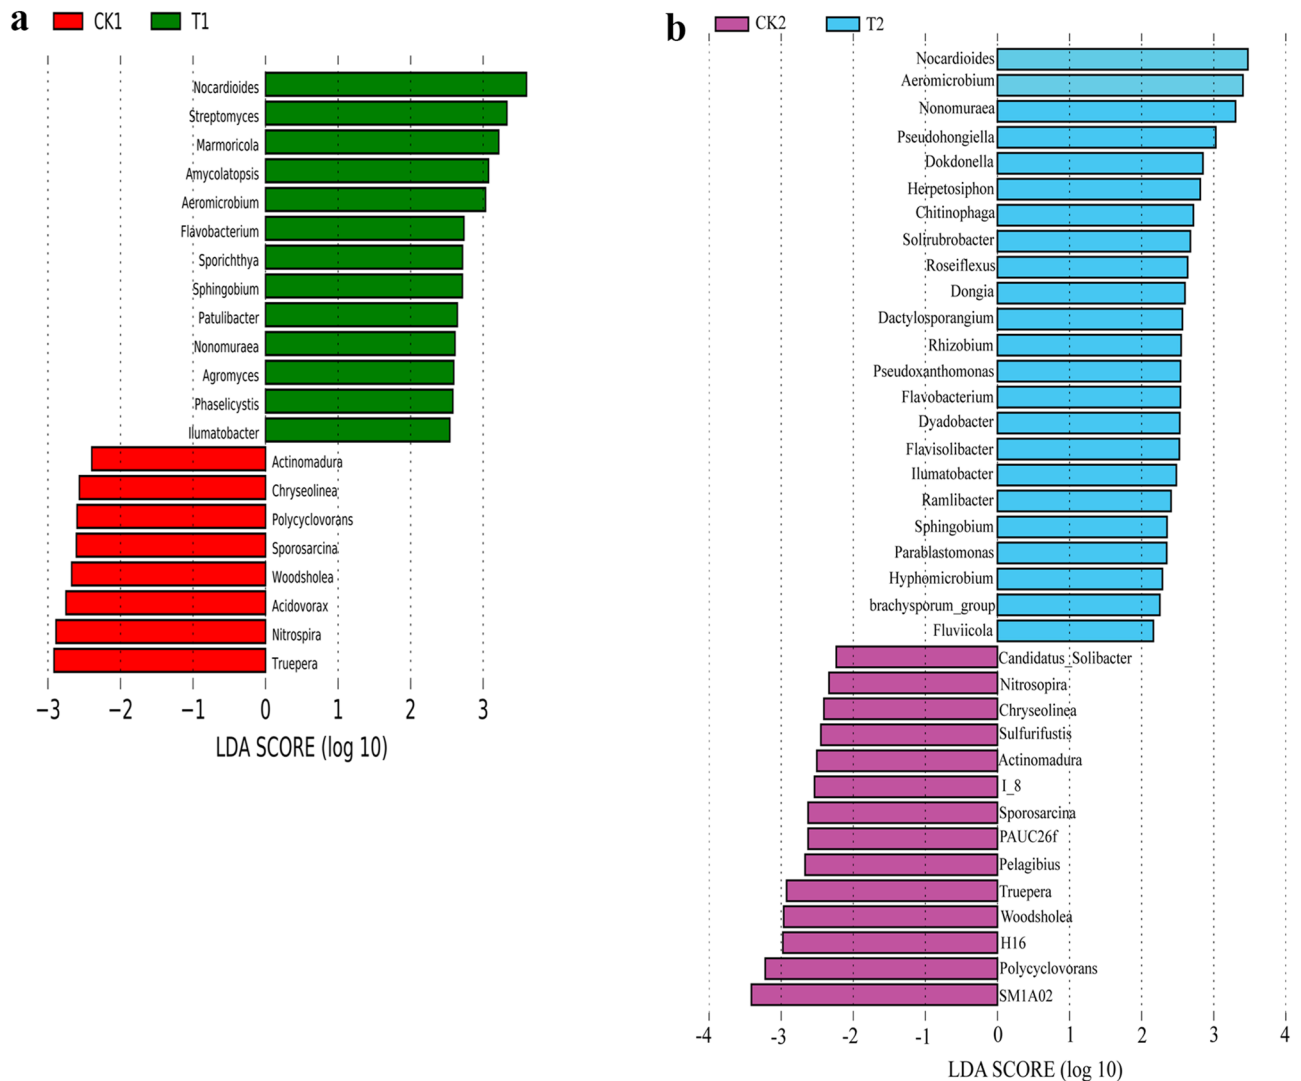 a
CK1
T1
Nocardioides
Streptomyces
Marmoricola
Amycolatopsis
Aeromicrobium
Flavobacterium
Sporichthya
Sphingobium
Patulibacter
Nonomuraea
Agromyces
Phaselicystis
Ilumatobacter
Actinomadura
Chryseolinea
Polycyclovorans
Sporosarcina
Woodsholea
Acidovorax
Nitrospira
Truepera
−3 −2 −1 0 1 2 3
LDA SCORE (log 10)
b
CK2
T2
Nocardioides
Aeromicrobium
Nonomuraea
Pseudohongiella
Dokdonella
Herpetosiphon
Chitinophaga
Solirubrobacter
Roseiflexus
Dongia
Dactylosporangium
Rhizobium
Pseudoxanthomonas
Flavobacterium
Dyadobacter
Flavisolibacter
Ilumatobacter
Ramlibacter
Sphingobium
Parablastomonas
Hyphomicrobium
brachysporum_group
Fluviicola
Candidatus_Solibacter
Nitrosopira
Chryseolinea
Sulfurifustis
Actinomadura
I_8
Sporosarcina
PAUC26f
Pelagibius
Truepera
Woodsholea
H16
Polycyclovorans
SM1A02
-4 -3 -2 -1 0 1 2 3 4
LDA SCORE (log 10)